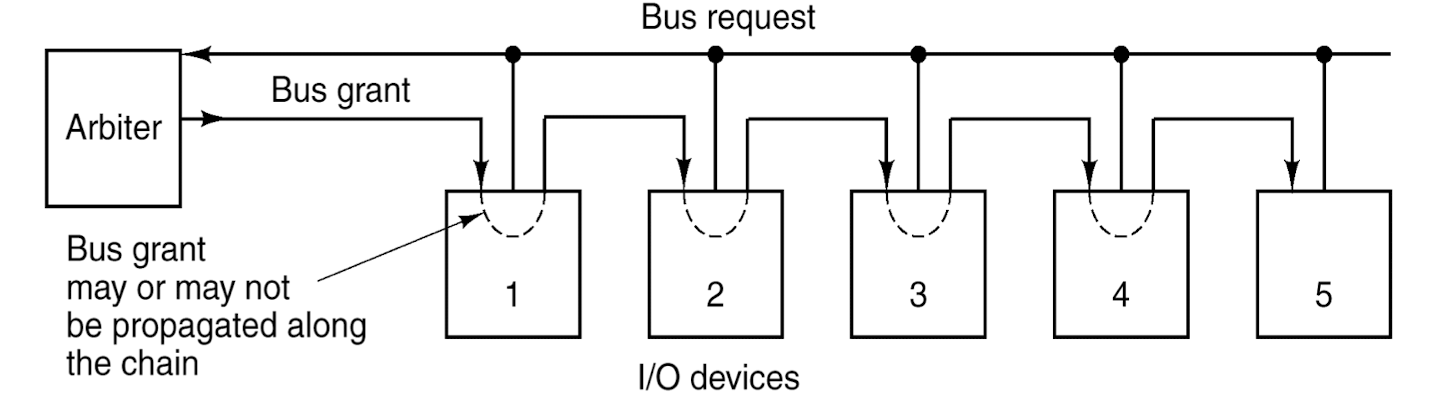 Bus request
Bus grant
Arbiter
Bus grant
may or may not
be propagated along
the chain
1
2
3
4
5
I/O devices